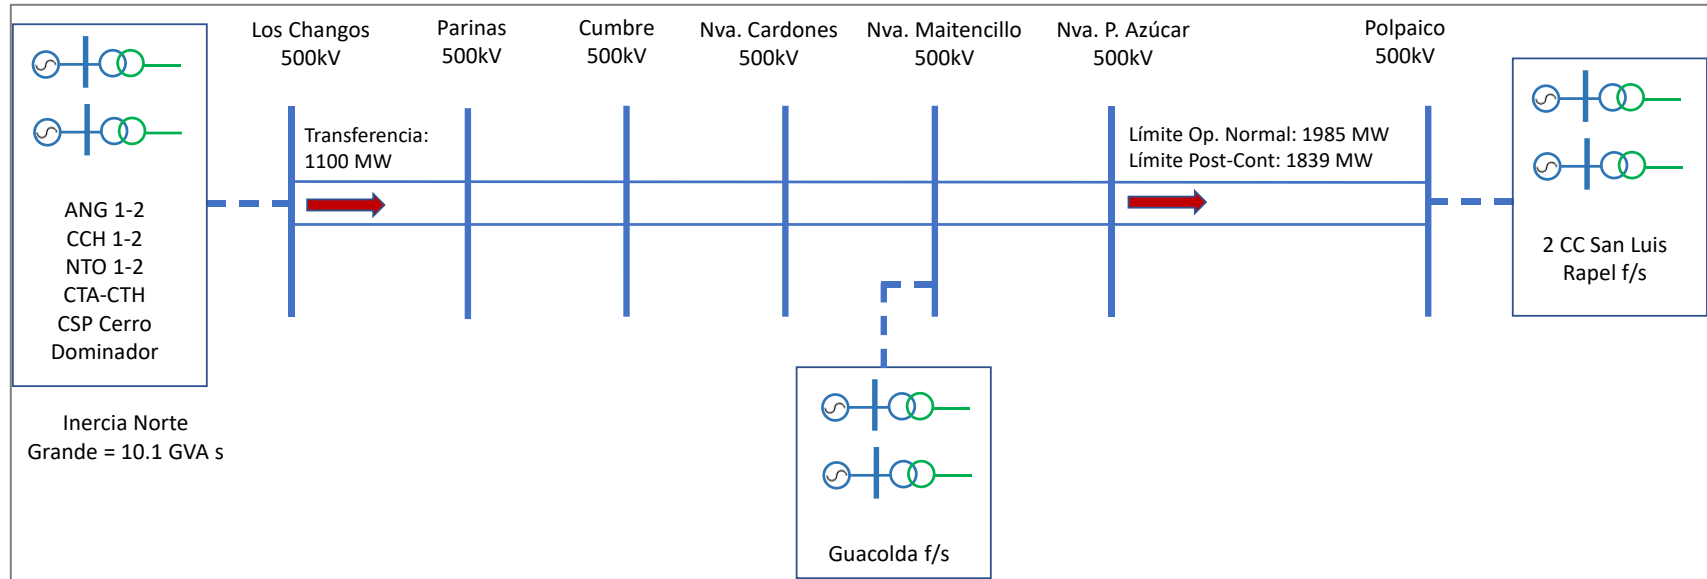 Los Changos
500kV
Parinas
500kV
Cumbre
500kV
Nva. Cardones
500kV
Nva. Maitencillo
500kV
Nva. P. Azúcar
500kV
Polpaico
500kV
Transferencia:
1100 MW
Límite Op. Normal: 1985 MW
Límite Post-Cont: 1839 MW
ANG 1-2
CCH 1-2
NTO 1-2
CTA-CTH
CSP Cerro
Dominador
Inercia Norte
Grande = 10.1 GVA s
Guacolda f/s
2 CC San Luis
Rapel f/s